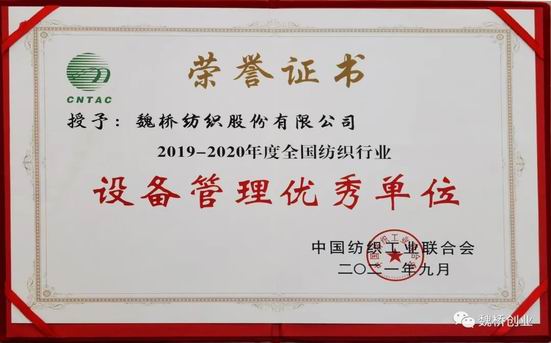 荣誉证书
CNTAC
授予：魏桥纺织股份有限公司
2019-2020年度全国纺织行业
设备管理优秀单位
中国纺织工业联合会
二〇二一年九月
魏桥创业